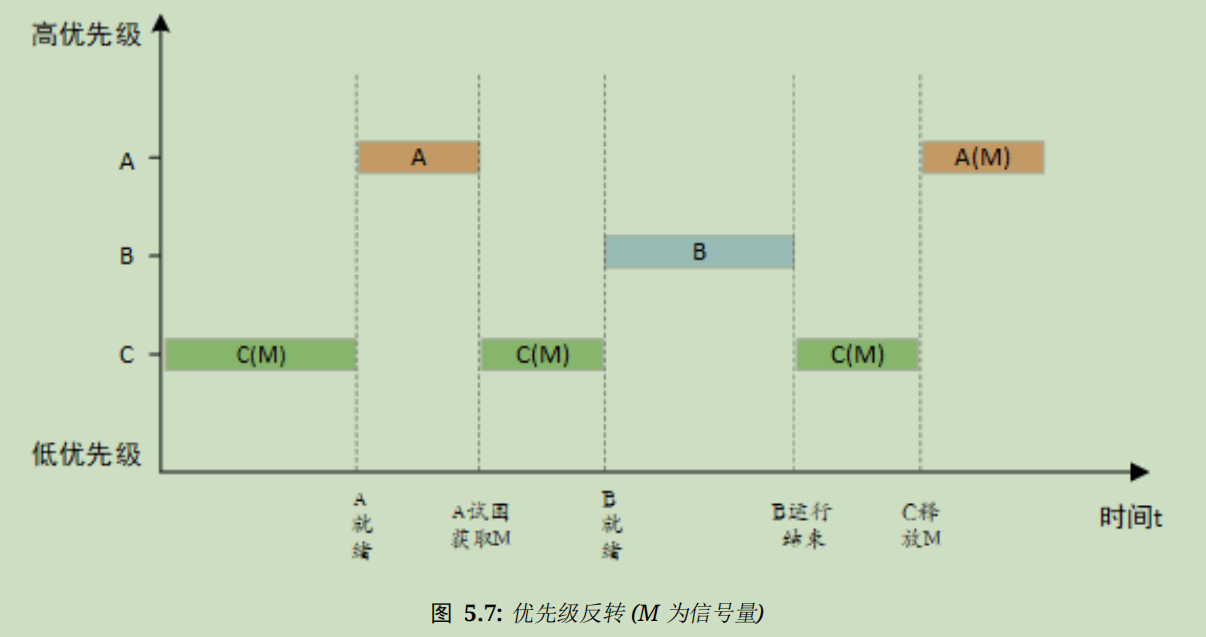 高优先级
A
A
A(M)
B
B
C
C(M)
C(M)
C(M)
低优先级
A
就
绪
A试图
获取M
B
就
绪
B运行
结束
C释
放M
时间t
图 5.7: 优先级反转 (M 为信号量)